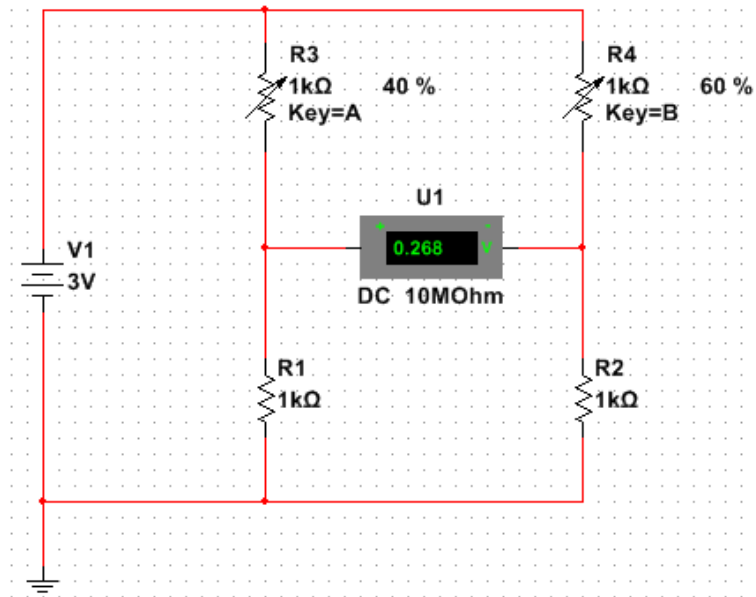 R3
1kΩ 40 %
Key=A
R4
1kΩ 60 %
Key=B
U1
+ -
0.268 V
DC 10MOhm
V1
3V
R1
1kΩ
R2
1kΩ